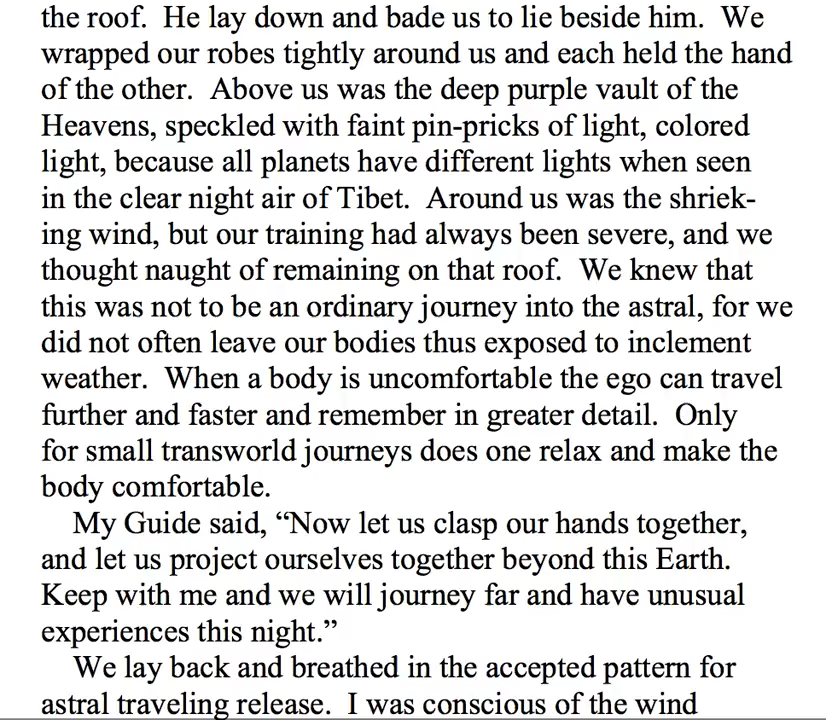 the roof.  He lay down and bade us to lie beside him.  We
wrapped our robes tightly around us and each held the hand
of the other.  Above us was the deep purple vault of the
Heavens, speckled with faint pin-pricks of light, colored
light, because all planets have different lights when seen
in the clear night air of Tibet.  Around us was the shriek-
ing wind, but our training had always been severe, and we
thought naught of remaining on that roof.  We knew that
this was not to be an ordinary journey into the astral, for we
did not often leave our bodies thus exposed to inclement
weather.  When a body is uncomfortable the ego can travel
further and faster and remember in greater detail.  Only
for small transworld journeys does one relax and make the
body comfortable.
My Guide said, “Now let us clasp our hands together,
and let us project ourselves together beyond this Earth.
Keep with me and we will journey far and have unusual
experiences this night.”
We lay back and breathed in the accepted pattern for
astral traveling release.  I was conscious of the wind